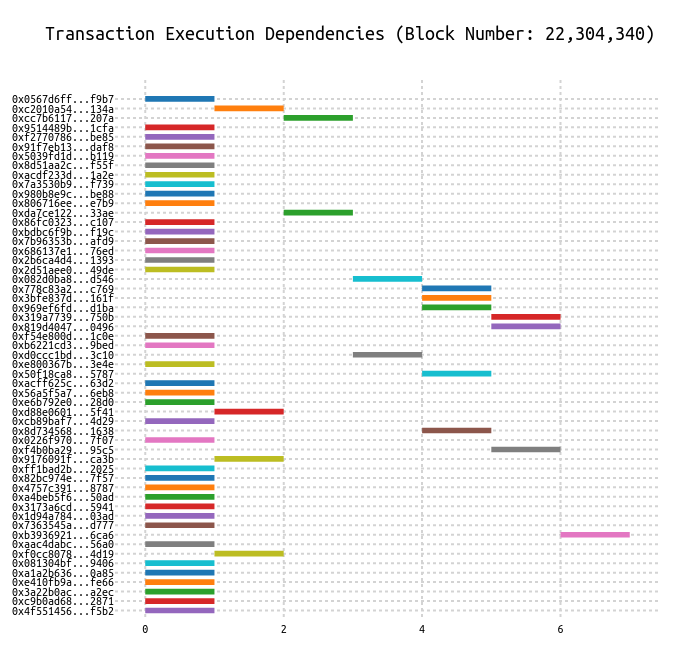 Transaction Execution Dependencies (Block Number: 22,304,340)
0x0567d6ff...f9b7
0xc2010a54...134a
0xcc7b6117...207a
0x9514489b...1cfa
0xf2770786...be85
0x91f7eb13...daf8
0x5039fd1d...b119
0x8d51aa2c...f55f
0xacdf233d...1a2e
0x7a3530b9...f739
0x980b8e9c...be88
0x806716ee...e7b9
0xda7ce122...33ae
0x86fc0323...c107
0xbdbc6f9b...f19c
0x7b96353b...afd9
0x686137e1...76ed
0x2b6ca4d4...1393
0x2d51aee0...49de
0x082d0ba8...d546
0x778c83a2...c769
0x3bfe837d...161f
0x969ef6fd...d1ba
0x319a7739...750b
0x819d4047...0496
0xf54e800d...1c0e
0xb6221cd3...9bed
0xd0ccc1bd...3c10
0xe800367b...3e4e
0x50f18ca8...5787
0xacff625c...63d2
0x56a5f5a7...6eb8
0xe6b792e0...28d0
0xd88e0601...5f41
0xcb89baf7...4d29
0x8d734568...1638
0x0226f970...7f07
0xf4b0ba29...95c5
0x9176091f...ca3b
0xff1bad2b...2025
0x82bc974e...7f57
0x4757c391...8787
0xa4beb5f6...50ad
0x3173a6cd...5941
0x1d94a784...03ad
0x7363545a...d777
0xb3936921...6ca6
0xaac4dabc...56a0
0xf0cc8078...4d19
0x081304bf...9406
0xa1a2b636...0a85
0xe410fb9a...fe66
0x3a22b0ac...a2ec
0xc9b0ad68...2871
0x4f551456...f5b2
0 2 4 6